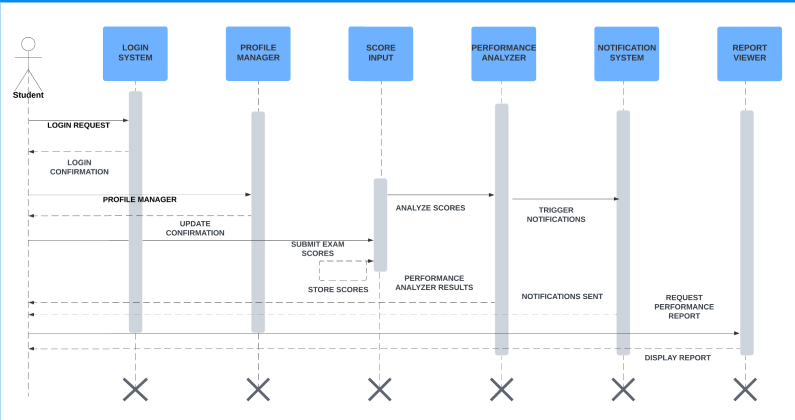 LOGIN
SYSTEM
PROFILE
MANAGER
SCORE
INPUT
PERFORMANCE
ANALYZER
NOTIFICATION
SYSTEM
REPORT
VIEWER
Student
LOGIN REQUEST
LOGIN
CONFIRMATION
PROFILE MANAGER
ANALYZE SCORES
TRIGGER
NOTIFICATIONS
UPDATE
CONFIRMATION
SUBMIT EXAM
SCORES
STORE SCORES
PERFORMANCE
ANALYZER RESULTS
NOTIFICATIONS SENT
REQUEST
PERFORMANCE
REPORT
DISPLAY REPORT